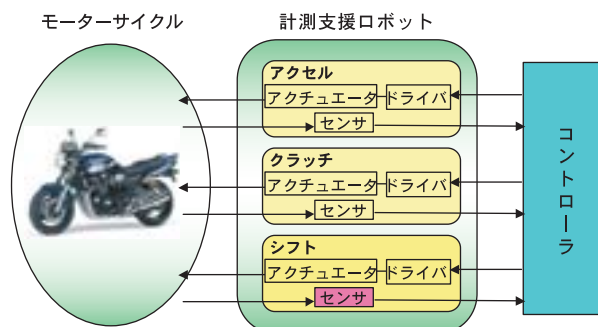 モーターサイクル
計測支援ロボット
アクセル
アクチュエータ
ドライバ
センサ
クラッチ
アクチュエータ
ドライバ
センサ
シフト
アクチュエータ
ドライバ
センサ
コントローラ